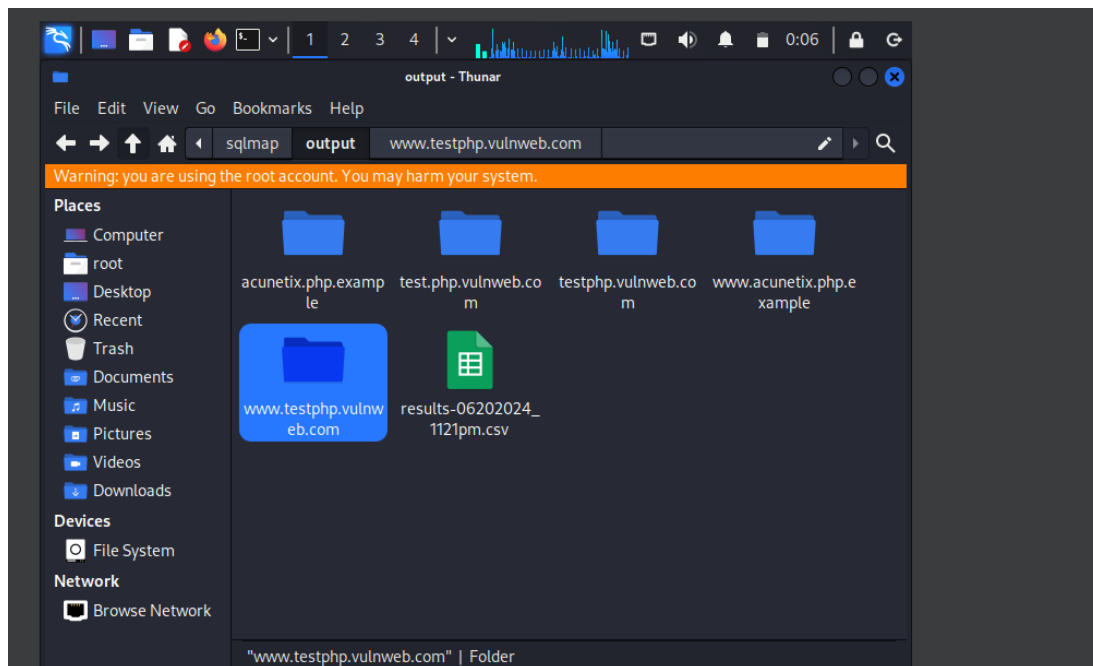 1 2 3 4 0:06
output - Thunar
File Edit View Go Bookmarks Help
sqlmap output www.testphp.vulnweb.com
Warning: you are using the root account. You may harm your system.
Places
Computer
root
Desktop
Recent
Trash
Documents
Music
Pictures
Videos
Downloads
Devices
File System
Network
Browse Network
acunetix.php.examp
le
test.php.vulnweb.co
m
testphp.vulnweb.co
m
www.acunetix.php.e
xample
www.testphp.vulnw
eb.com
results-06202024_
1121pm.csv
"www.testphp.vulnweb.com" | Folder